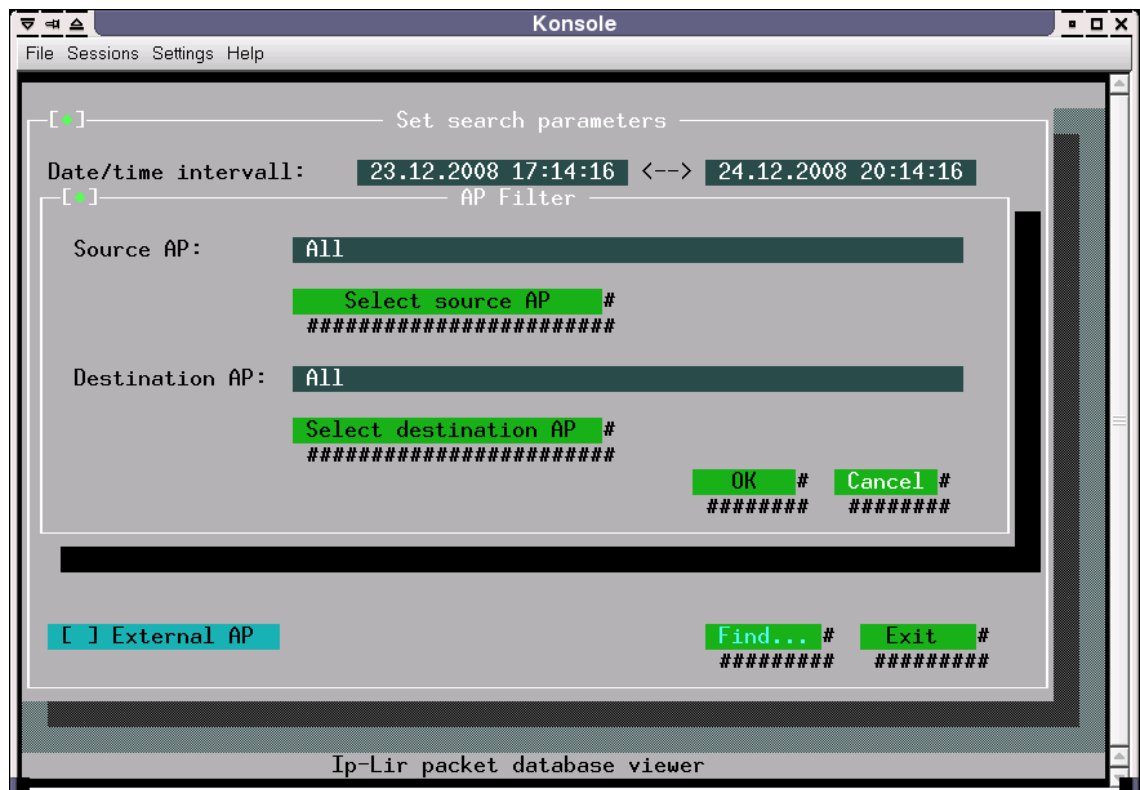 Konsole
File Sessions Settings Help
[♦] Set search parameters
Date/time intervall: 23.12.2008 17:14:16 <--> 24.12.2008 20:14:16
[♦] AP Filter
Source AP: All
Select source AP #
########################
Destination AP: All
Select destination AP #
########################
OK # Cancel #
######## ########
[ ] External AP Find... # Exit #
######### #########
Ip-Lir packet database viewer